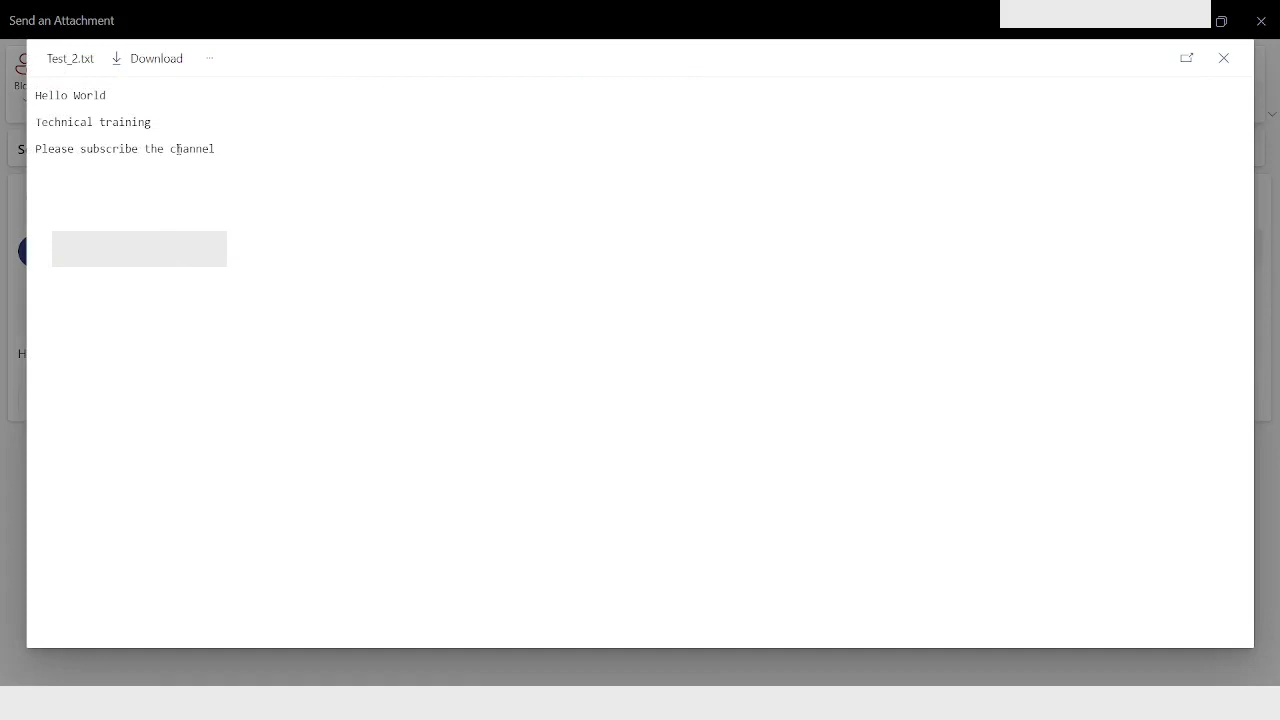 Send an Attachment
Test_2.txt Download ...
Hello World
Technical training
Please subscribe the channel